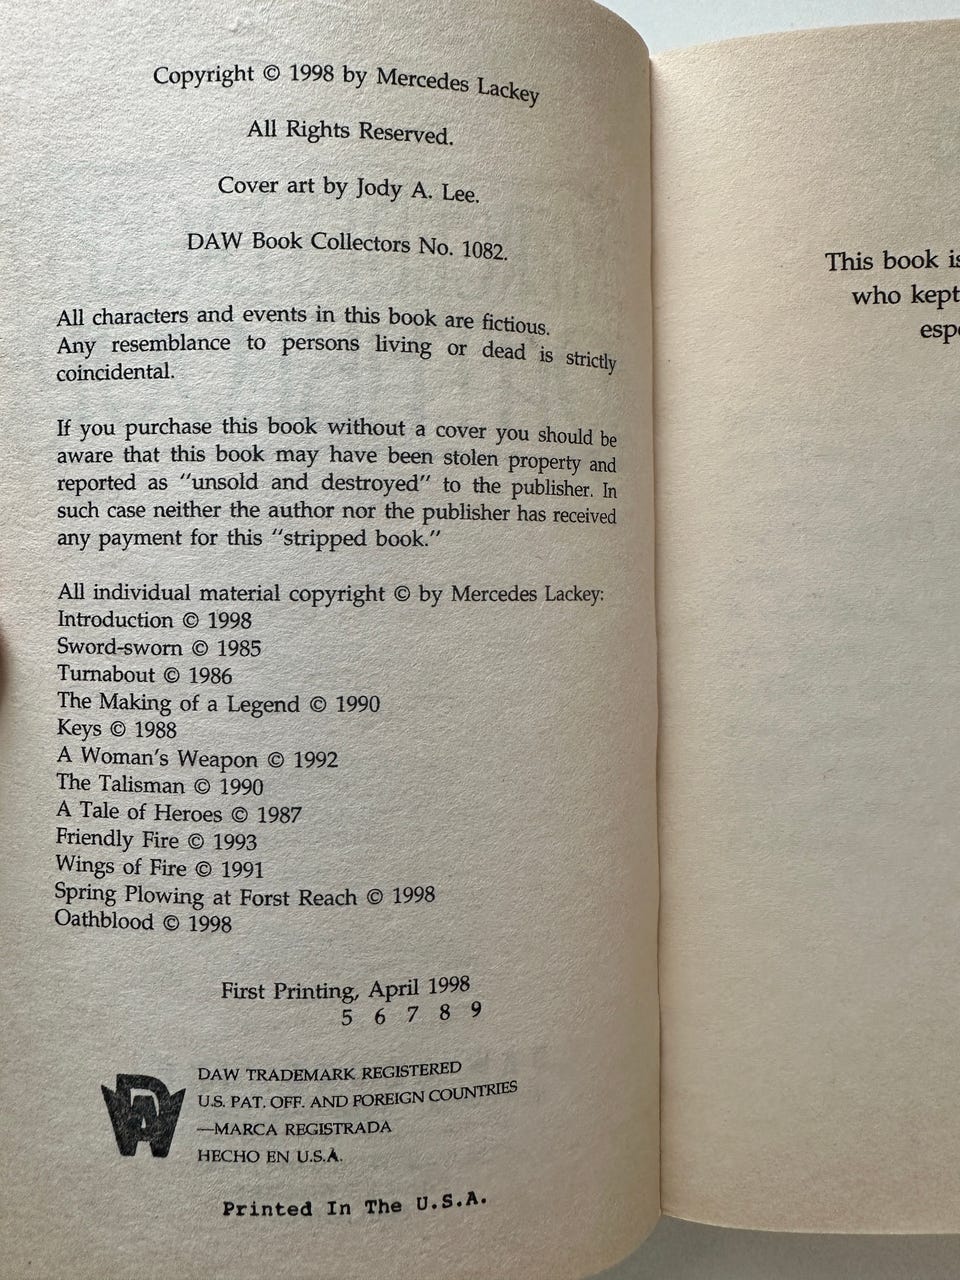 Copyright © 1998 by Mercedes Lackey
All Rights Reserved.
Cover art by Jody A. Lee.
DAW Book Collectors No. 1082.
All characters and events in this book are fictious.
Any resemblance to persons living or dead is strictly
coincidental.
If you purchase this book without a cover you should be
aware that this book may have been stolen property and
reported as "unsold and destroyed" to the publisher. In
such case neither the author nor the publisher has received
any payment for this "stripped book."
All individual material copyright © by Mercedes Lackey:
Introduction © 1998
Sword-sworn © 1985
Turnabout © 1986
The Making of a Legend © 1990
Keys © 1988
A Woman's Weapon © 1992
The Talisman © 1990
A Tale of Heroes © 1987
Friendly Fire © 1993
Wings of Fire © 1991
Spring Plowing at Forst Reach © 1998
Oathblood © 1998
First Printing, April 1998
5 6 7 8 9
DAW
DAW TRADEMARK REGISTERED
U.S. PAT. OFF. AND FOREIGN COUNTRIES
—MARCA REGISTRADA
HECHO EN U.S.A.
Printed In The U.S.A.
This book is
who kept